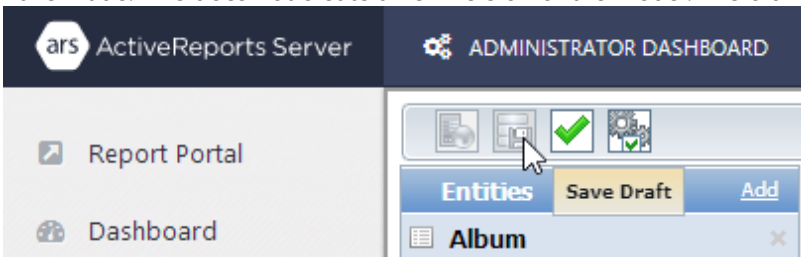 ars ActiveReports Server
ADMINISTRATOR DASHBOARD
Report Portal
Entities Save Draft Add
Dashboard
Album